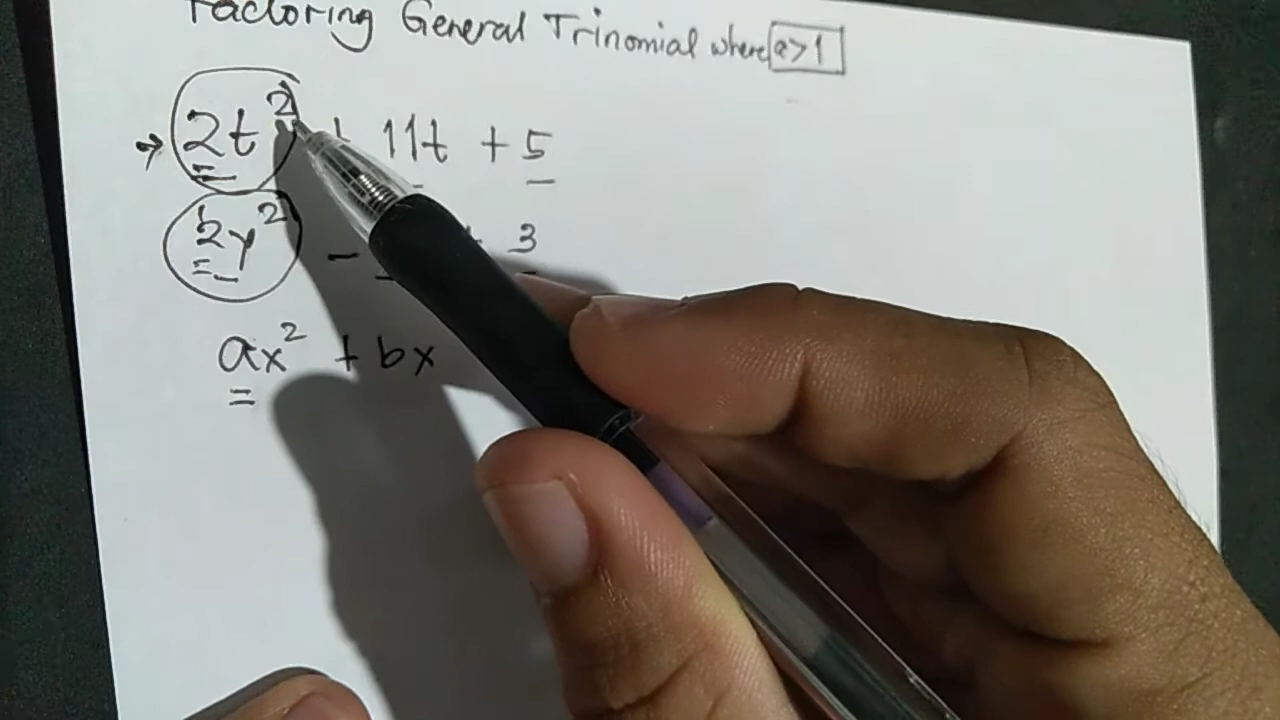 Factoring General Trinomial where a>1
→ 2t² + 11t + 5
2y² - + 3
ax² + bx